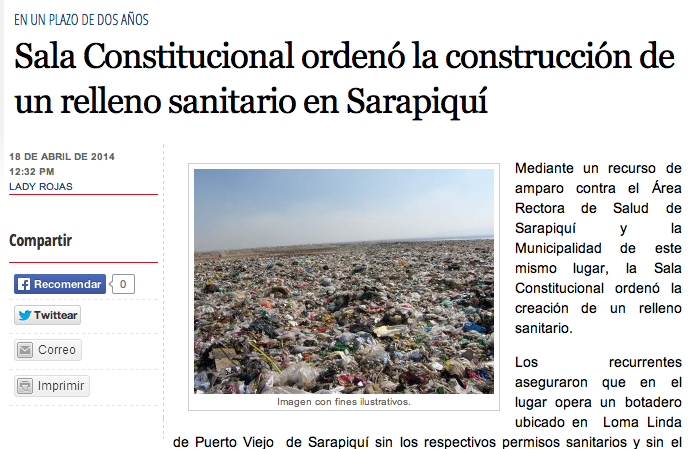 EN UN PLAZO DE DOS AÑOS
Sala Constitucional ordenó la construcción de
un relleno sanitario en Sarapiquí
18 DE ABRIL DE 2014
12:32 PM
LADY ROJAS
Compartir
Recomendar 0
Twittear
Correo
Imprimir
Imagen con fines ilustrativos.
Mediante un recurso de
amparo contra el Área
Rectora de Salud de
Sarapiquí y la
Municipalidad de este
mismo lugar, la Sala
Constitucional ordenó la
creación de un relleno
sanitario.
Los recurrentes
aseguraron que en el
lugar opera un botadero
ubicado en Loma Linda
de Puerto Viejo de Sarapiquí sin los respectivos permisos sanitarios y sin el